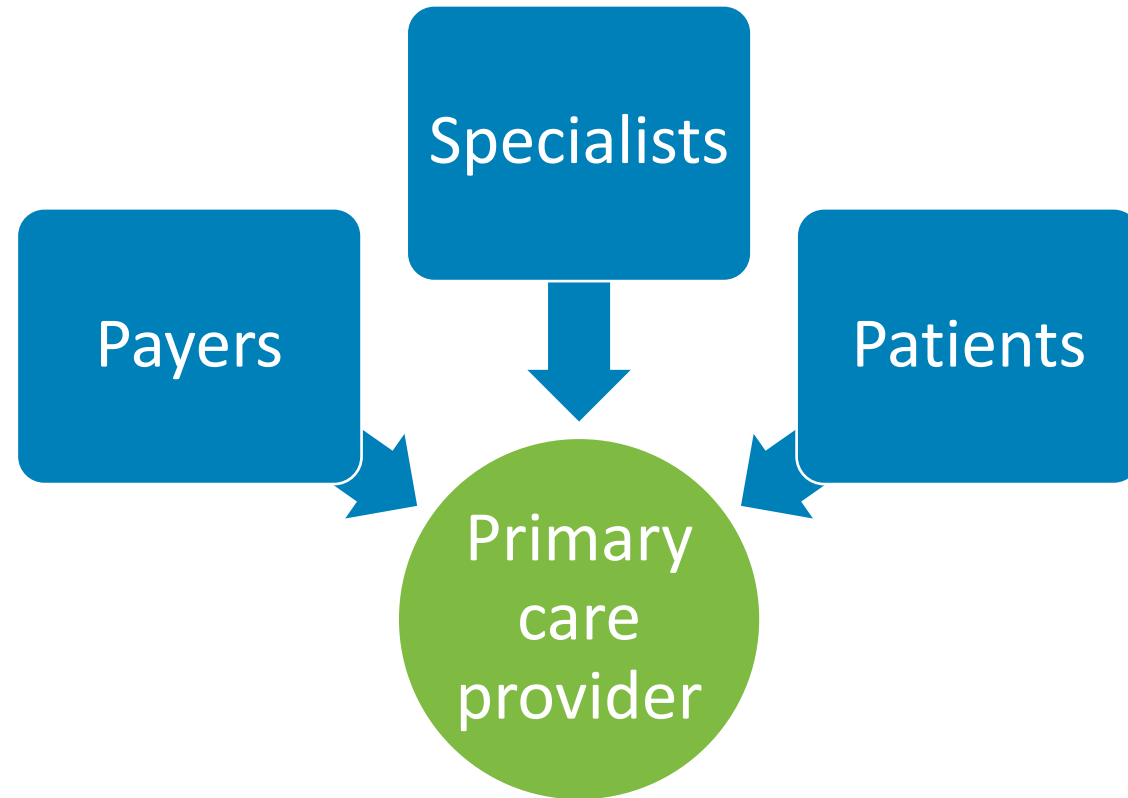 Specialists
Payers
Patients
Primary
care
provider